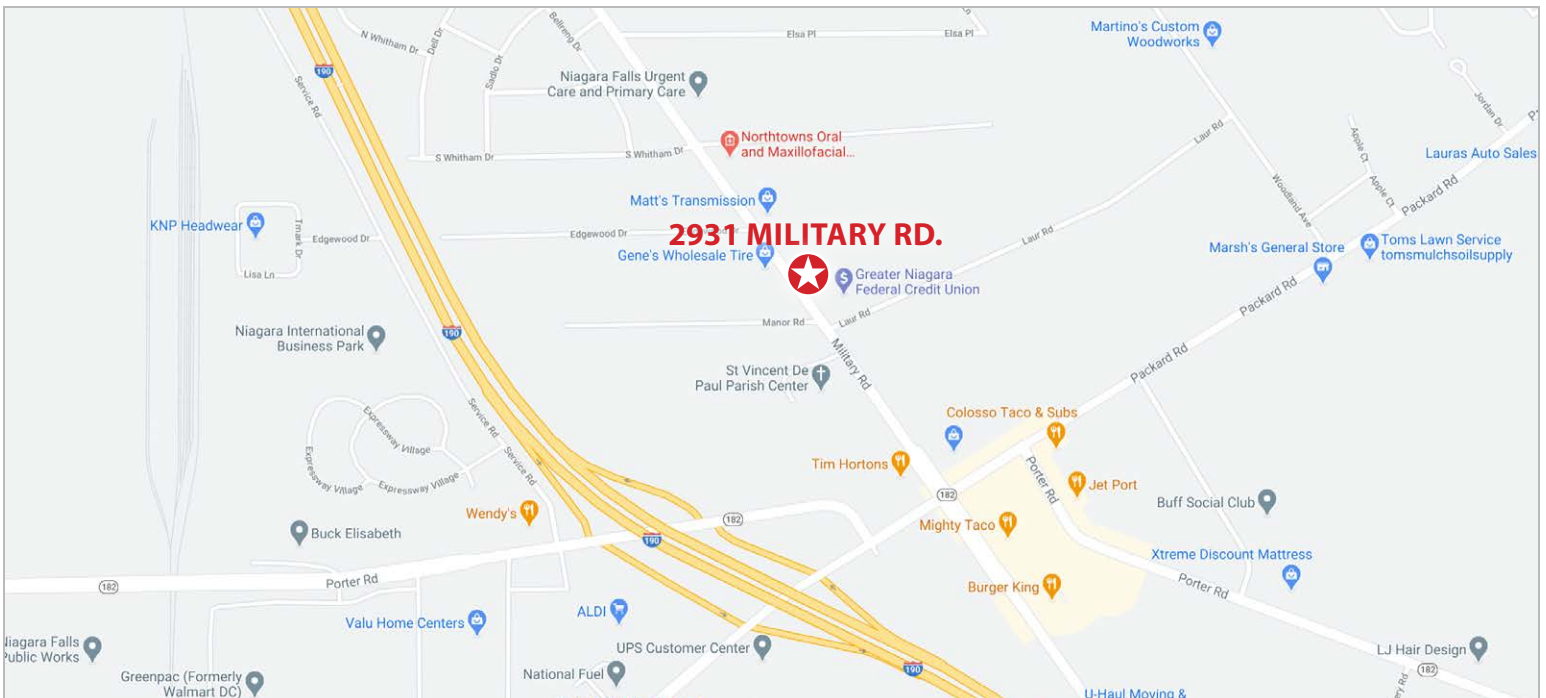 Martino's Custom
Woodworks
Elsa Pl
Elsa Pl
N Whitham Dr
Dell Dr
Bellreng Dr
Sadlo Dr
190
Service Rd
Niagara Falls Urgent
Care and Primary Care
Jordan Dr
Northtowns Oral
and Maxillofacial...
S Whitham Dr
S Whitham Dr
Laur Rd
Apple Ct
Apple Ct
Lauras Auto Sales
Woodland Ave
Packard Rd
Matt's Transmission
KNP Headwear
Tmark Dr
Edgewood Dr
Lisa Ln
Edgewood Dr
2931 MILITARY RD.
Gene's Wholesale Tire
Laur Rd
Marsh's General Store
Toms Lawn Service
tomsmulchsoilsupply
Greater Niagara
Federal Credit Union
Packard Rd
Manor Rd
Laur Rd
Niagara International
Business Park
190
Military Rd
Packard Rd
St Vincent De
Paul Parish Center
Service Rd
Expressway Village
Expressway Village
Expressway Village
Service Rd
Colosso Taco & Subs
Tim Hortons
Porter Rd
Jet Port
182
Buff Social Club
Wendy's
182
Mighty Taco
Buck Elisabeth
190
Xtreme Discount Mattress
Porter Rd
182
Burger King
Porter Rd
ALDI
Valu Home Centers
UPS Customer Center
Niagara Falls
Public Works
LJ Hair Design
182
190
National Fuel
Greenpac (Formerly
Walmart DC)
U-Haul Moving &